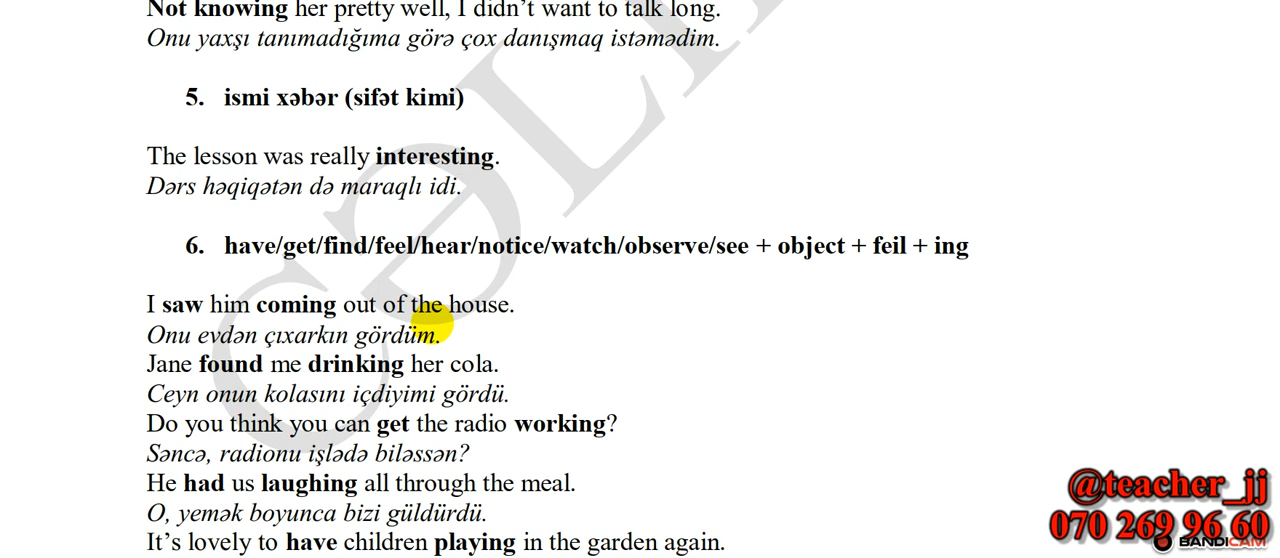 Not knowing her pretty well, I didn’t want to talk long.
Onu yaxşı tanımadığıma görə çox danışmaq istəmədim.
5. ismi xəbər (sifət kimi)
The lesson was really interesting.
Dərs həqiqətən də maraqlı idi.
6. have/get/find/feel/hear/notice/watch/observe/see + object + feil + ing
I saw him coming out of the house.
Onu evdən çıxarkın gördüm.
Jane found me drinking her cola.
Ceyn onun kolasını içdiyimi gördü.
Do you think you can get the radio working?
Səncə, radionu işlədə biləssən?
He had us laughing all through the meal.
O, yemək boyunca bizi güldürdü.
It’s lovely to have children playing in the garden again.
@teacher_jj
070 269 96 60
BANDICAM